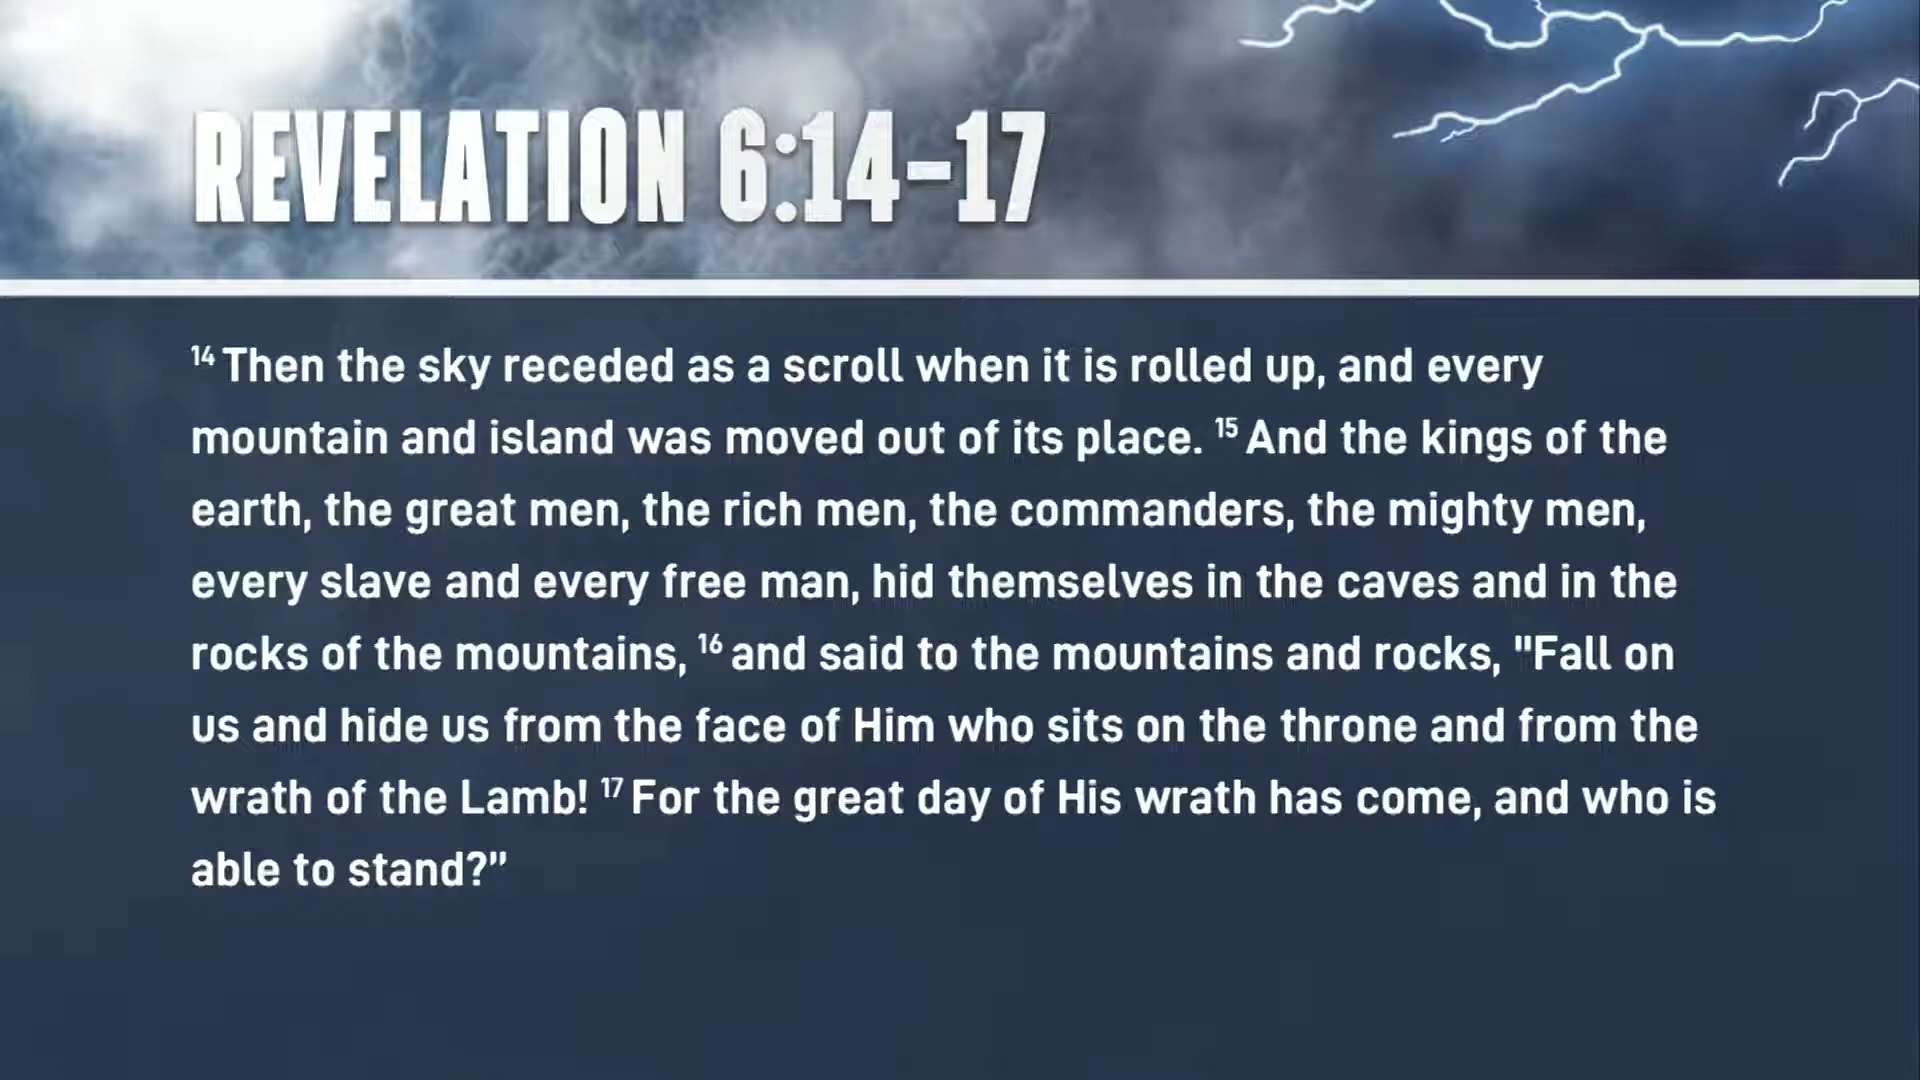 REVELATION 6:14-17
14 Then the sky receded as a scroll when it is rolled up, and every
mountain and island was moved out of its place. 15 And the kings of the
earth, the great men, the rich men, the commanders, the mighty men,
every slave and every free man, hid themselves in the caves and in the
rocks of the mountains, 16 and said to the mountains and rocks, "Fall on
us and hide us from the face of Him who sits on the throne and from the
wrath of the Lamb! 17 For the great day of His wrath has come, and who is
able to stand?”